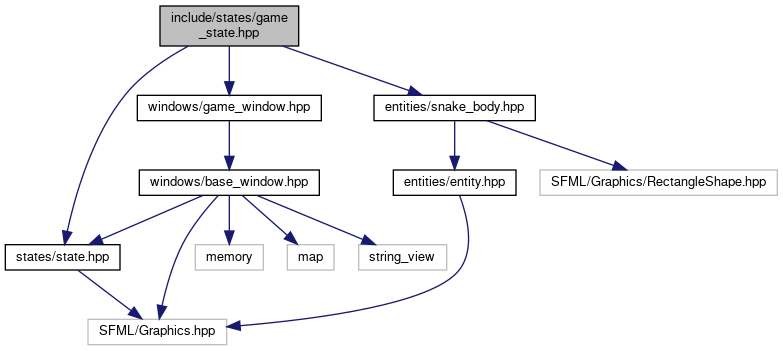 include/states/game
_state.hpp
windows/game_window.hpp
entities/snake_body.hpp
windows/base_window.hpp
entities/entity.hpp
SFML/Graphics/RectangleShape.hpp
states/state.hpp
memory
map
string_view
SFML/Graphics.hpp